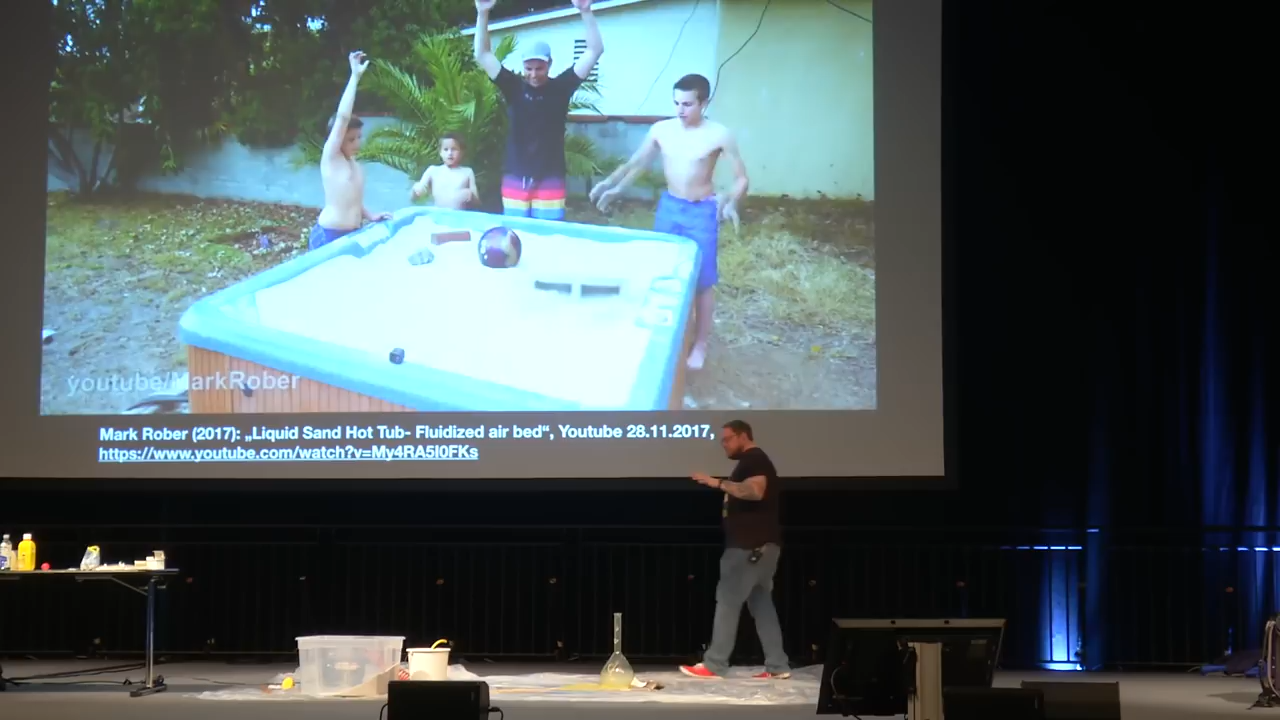 youtube/MarkRober
Mark Rober (2017): „Liquid Sand Hot Tub- Fluidized air bed“, Youtube 28.11.2017,
https://www.youtube.com/watch?v=My4RA5I0FKs